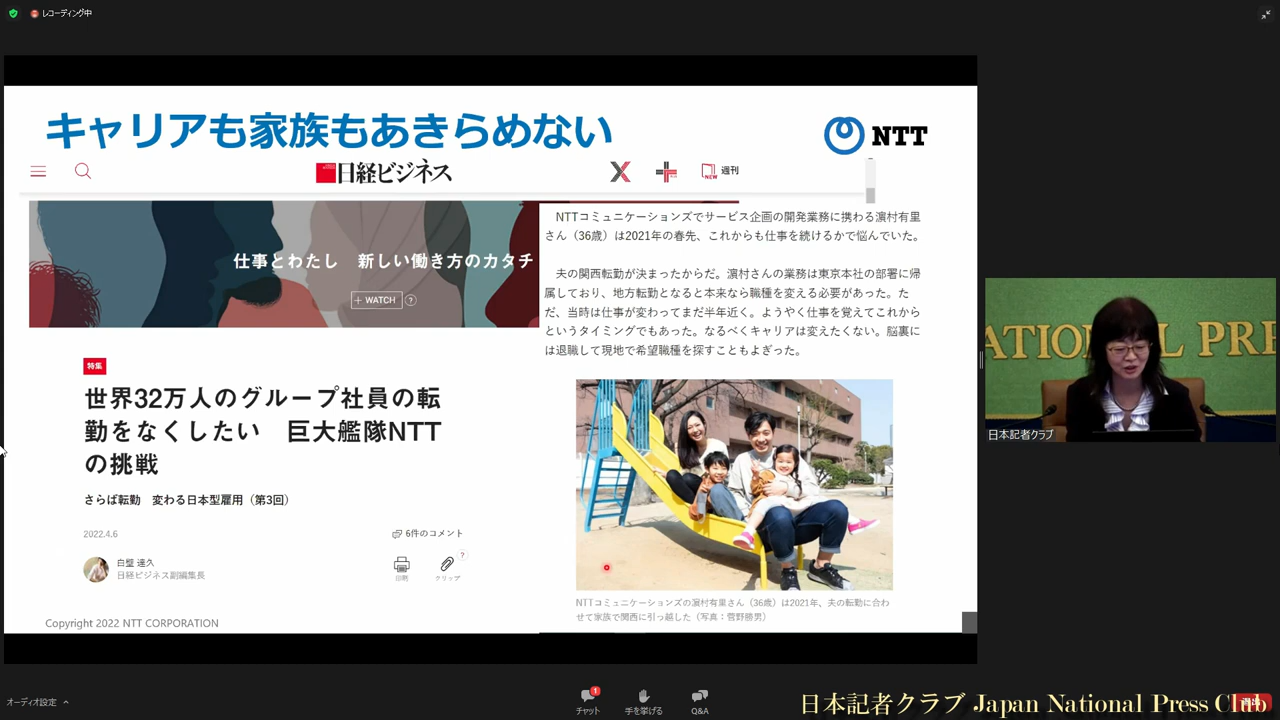 レコーディング中
キャリアも家族もあきらめない
NTT
日経ビジネス
NEW
週刊
仕事とわたし 新しい働き方のカタチ
+ WATCH ?
NTTコミュニケーションズでサービス企画の開発業務に携わる濵村有里
さん（36歳）は2021年の春先、これからも仕事を続けるかで悩んでいた。
夫の関西転勤が決まったからだ。濵村さんの業務は東京本社の部署に帰
属しており、地方転勤となると本来なら職種を変える必要があった。た
だ、当時は仕事が変わってまだ半年近く。ようやく仕事を覚えてこれから
というタイミングでもあった。なるべくキャリアは変えたくない。脳裏に
は退職して現地で希望職種を探すこともよぎった。
特集
世界32万人のグループ社員の転
勤をなくしたい 巨大艦隊NTT
の挑戦
さらば転勤 変わる日本型雇用（第3回）
2022.4.6
6件のコメント
白壁 達久
日経ビジネス副編集長
印刷
クリップ
?
NTTコミュニケーションズの濵村有里さん（36歳）は2021年、夫の転勤に合わ
せて家族で関西に引っ越した（写真：菅野勝男）
Copyright 2022 NTT CORPORATION
ATIONAL PRE
日本記者クラブ
オーディオ設定
1
チャット
手を挙げる
Q&A
日本記者クラブ Japan National Press Club